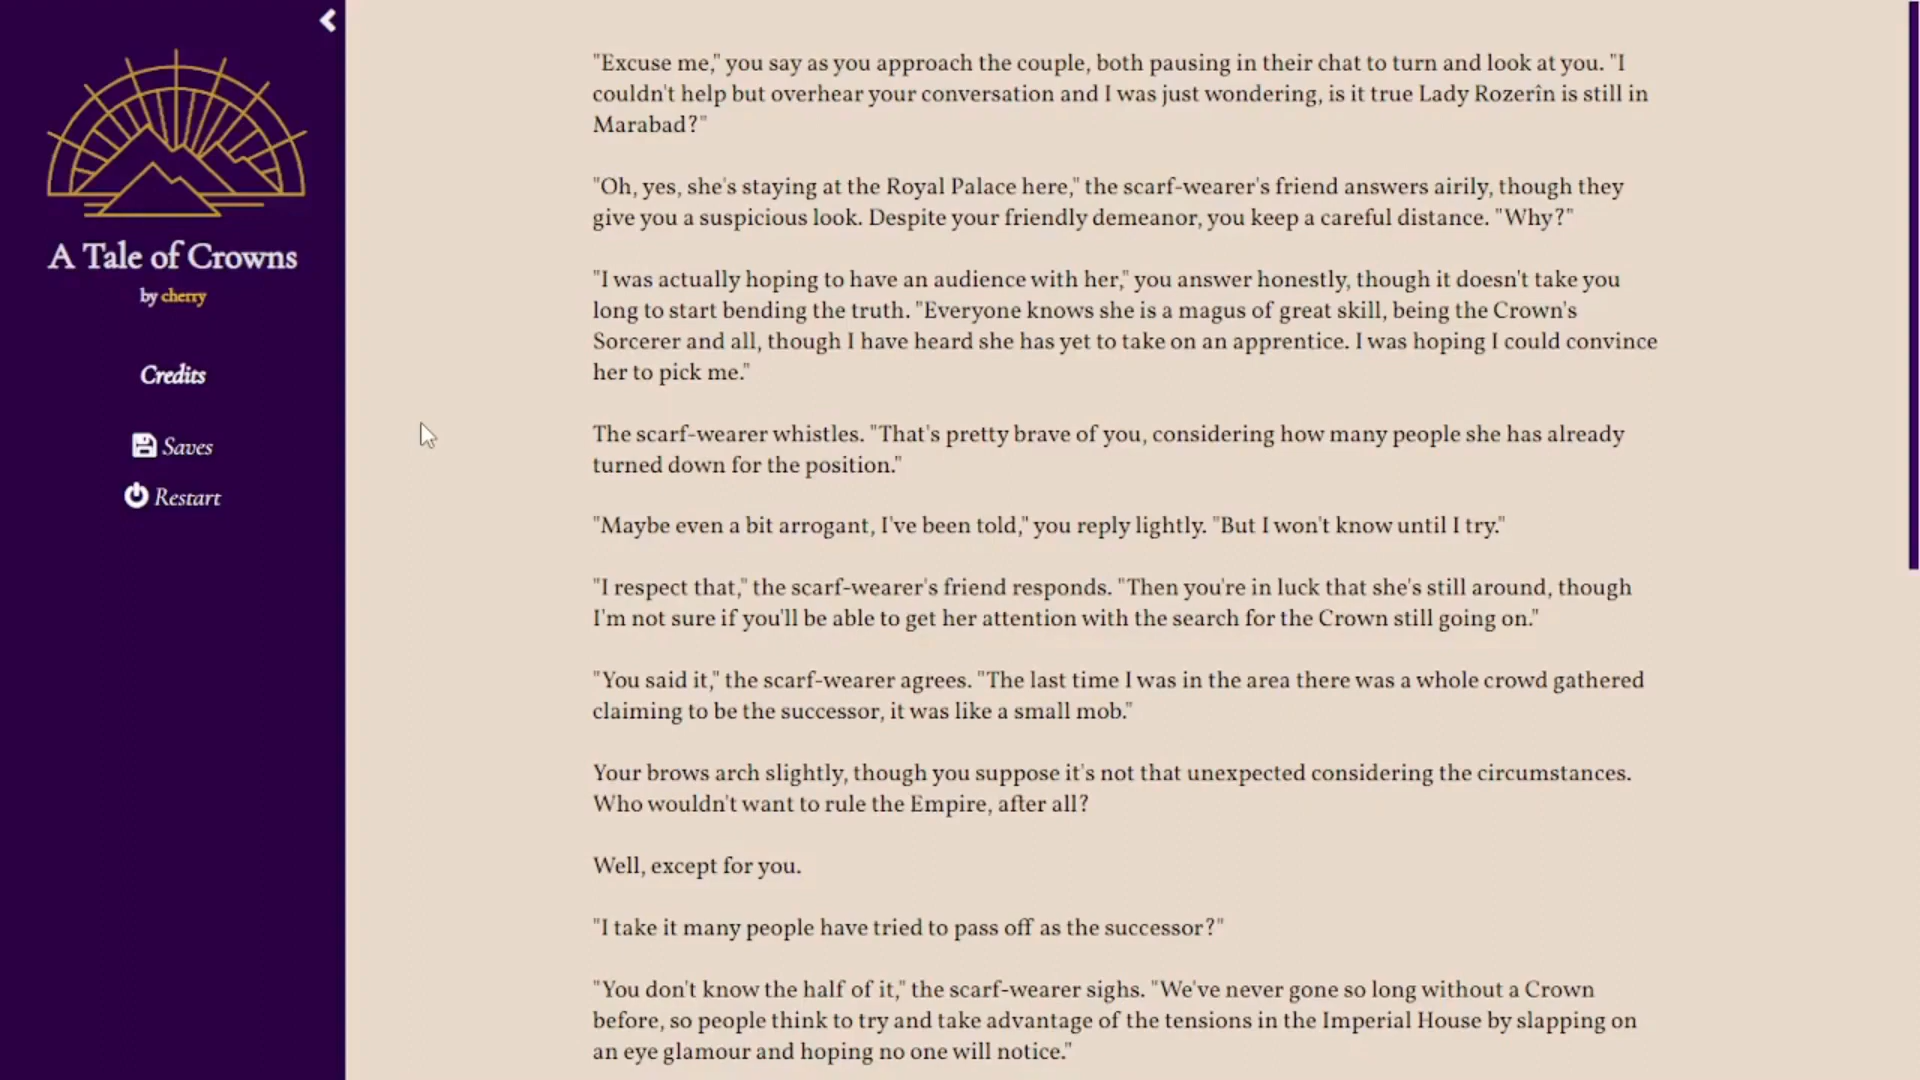 A Tale of Crowns
by cherry
Credits
Saves
Restart
"Excuse me," you say as you approach the couple, both pausing in their chat to turn and look at you. "I
couldn't help but overhear your conversation and I was just wondering, is it true Lady Rozerîn is still in
Marabad?"
"Oh, yes, she's staying at the Royal Palace here," the scarf-wearer's friend answers airily, though they
give you a suspicious look. Despite your friendly demeanor, you keep a careful distance. "Why?"
"I was actually hoping to have an audience with her," you answer honestly, though it doesn't take you
long to start bending the truth. "Everyone knows she is a magus of great skill, being the Crown's
Sorcerer and all, though I have heard she has yet to take on an apprentice. I was hoping I could convince
her to pick me."
The scarf-wearer whistles. "That's pretty brave of you, considering how many people she has already
turned down for the position."
"Maybe even a bit arrogant, I've been told," you reply lightly. "But I won't know until I try."
"I respect that," the scarf-wearer's friend responds. "Then you're in luck that she's still around, though
I'm not sure if you'll be able to get her attention with the search for the Crown still going on."
"You said it," the scarf-wearer agrees. "The last time I was in the area there was a whole crowd gathered
claiming to be the successor, it was like a small mob."
Your brows arch slightly, though you suppose it's not that unexpected considering the circumstances.
Who wouldn't want to rule the Empire, after all?
Well, except for you.
"I take it many people have tried to pass off as the successor?"
"You don't know the half of it," the scarf-wearer sighs. "We've never gone so long without a Crown
before, so people think to try and take advantage of the tensions in the Imperial House by slapping on
an eye glamour and hoping no one will notice."